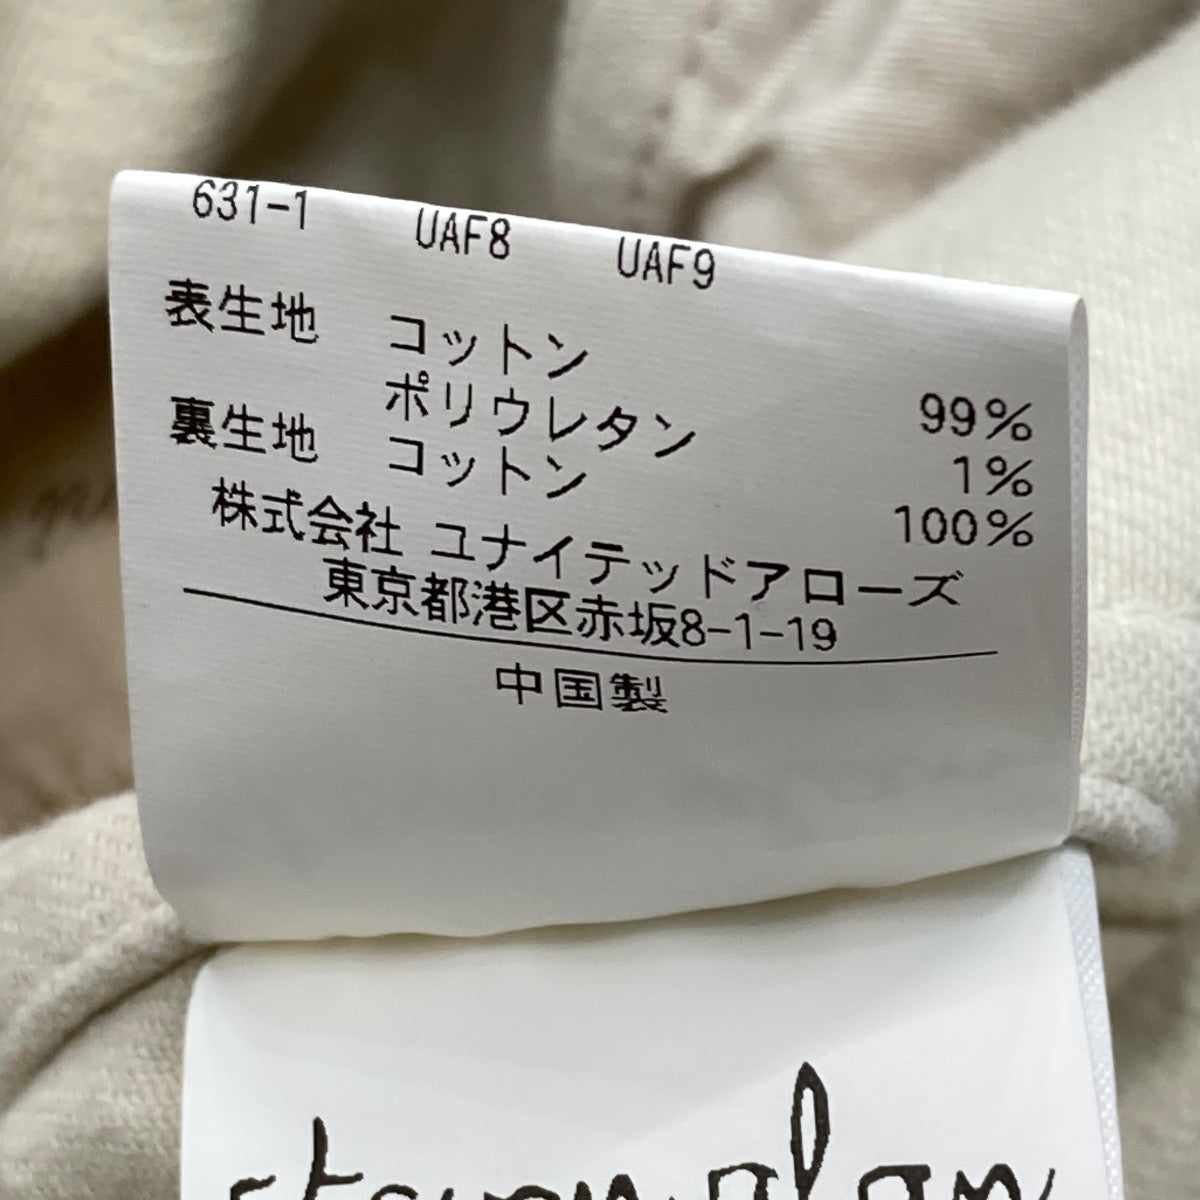 631-1 UAF8 UAF9
表生地 コットン 99%
ポリウレタン 1%
裏生地 コットン 100%
株式会社 ユナイテッドアローズ
東京都港区赤坂8-1-19
中国製
steven alan